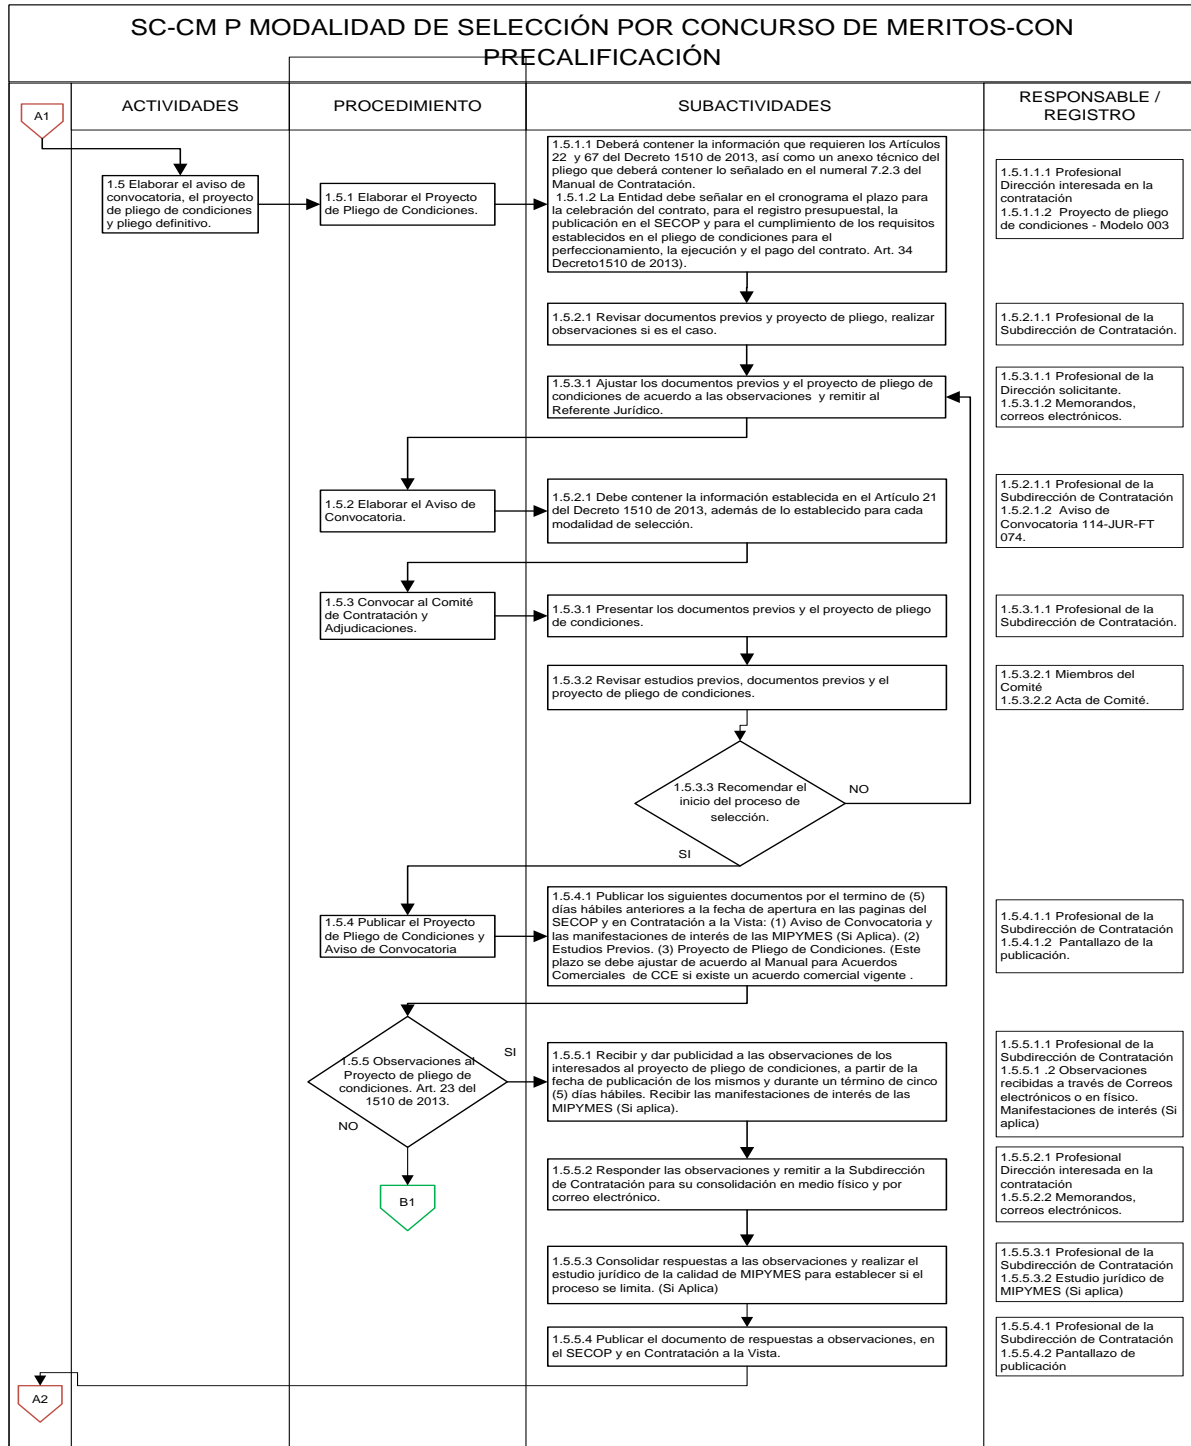 SC-CM P MODALIDAD DE SELECCIÓN POR CONCURSO DE MERITOS-CON
PRECALIFICACIÓN
ACTIVIDADES
PROCEDIMIENTO
SUBACTIVIDADES
RESPONSABLE /
REGISTRO
A1
1.5 Elaborar el aviso de
convocatoria, el proyecto
de pliego de condiciones
y pliego definitivo.
1.5.1 Elaborar el Proyecto
de Pliego de Condiciones.
1.5.1.1 Deberá contener la información que requieren los Artículos
22 y 67 del Decreto 1510 de 2013, así como un anexo técnico del
pliego que deberá contener lo señalado en el numeral 7.2.3 del
Manual de Contratación.
1.5.1.2 La Entidad debe señalar en el cronograma el plazo para
la celebración del contrato, para el registro presupuestal, la
publicación en el SECOP y para el cumplimiento de los requisitos
establecidos en el pliego de condiciones para el
perfeccionamiento, la ejecución y el pago del contrato. Art. 34
Decreto1510 de 2013).
1.5.1.1.1 Profesional
Dirección interesada en la
contratación
1.5.1.1.2 Proyecto de pliego
de condiciones - Modelo 003
1.5.2.1 Revisar documentos previos y proyecto de pliego, realizar
observaciones si es el caso.
1.5.2.1.1 Profesional de la
Subdirección de Contratación.
1.5.3.1 Ajustar los documentos previos y el proyecto de pliego de
condiciones de acuerdo a las observaciones y remitir al
Referente Jurídico.
1.5.3.1.1 Profesional de la
Dirección solicitante.
1.5.3.1.2 Memorandos,
correos electrónicos.
1.5.2 Elaborar el Aviso de
Convocatoria.
1.5.2.1 Debe contener la información establecida en el Artículo 21
del Decreto 1510 de 2013, además de lo establecido para cada
modalidad de selección.
1.5.2.1.1 Profesional de la
Subdirección de Contratación
1.5.2.1.2 Aviso de
Convocatoria 114-JUR-FT
074.
1.5.3 Convocar al Comité
de Contratación y
Adjudicaciones.
1.5.3.1 Presentar los documentos previos y el proyecto de pliego
de condiciones.
1.5.3.1.1 Profesional de la
Subdirección de Contratación.
1.5.3.2 Revisar estudios previos, documentos previos y el
proyecto de pliego de condiciones.
1.5.3.2.1 Miembros del
Comité
1.5.3.2.2 Acta de Comité.
1.5.3.3 Recomendar el
inicio del proceso de
selección.
NO
SI
1.5.4 Publicar el Proyecto
de Pliego de Condiciones y
Aviso de Convocatoria
1.5.4.1 Publicar los siguientes documentos por el termino de (5)
días hábiles anteriores a la fecha de apertura en las paginas del
SECOP y en Contratación a la Vista: (1) Aviso de Convocatoria y
las manifestaciones de interés de las MIPYMES (Si Aplica). (2)
Estudios Previos. (3) Proyecto de Pliego de Condiciones. (Este
plazo se debe ajustar de acuerdo al Manual para Acuerdos
Comerciales de CCE si existe un acuerdo comercial vigente .
1.5.4.1.1 Profesional de la
Subdirección de Contratación
1.5.4.1.2 Pantallazo de la
publicación.
1.5.5 Observaciones al
Proyecto de pliego de
condiciones. Art. 23 del
1510 de 2013.
SI
NO
B1
1.5.5.1 Recibir y dar publicidad a las observaciones de los
interesados al proyecto de pliego de condiciones, a partir de la
fecha de publicación de los mismos y durante un término de cinco
(5) días hábiles. Recibir las manifestaciones de interés de las
MIPYMES (Si aplica).
1.5.5.1.1 Profesional de la
Subdirección de Contratación
1.5.5.1 .2 Observaciones
recibidas a través de Correos
electrónicos o en físico.
Manifestaciones de interés (Si
aplica)
1.5.5.2 Responder las observaciones y remitir a la Subdirección
de Contratación para su consolidación en medio físico y por
correo electrónico.
1.5.5.2.1 Profesional
Dirección interesada en la
contratación
1.5.5.2.2 Memorandos,
correos electrónicos.
1.5.5.3 Consolidar respuestas a las observaciones y realizar el
estudio jurídico de la calidad de MIPYMES para establecer si el
proceso se limita. (Si Aplica)
1.5.5.3.1 Profesional de la
Subdirección de Contratación
1.5.5.3.2 Estudio jurídico de
MIPYMES (Si aplica)
1.5.5.4 Publicar el documento de respuestas a observaciones, en
el SECOP y en Contratación a la Vista.
1.5.5.4.1 Profesional de la
Subdirección de Contratación
1.5.5.4.2 Pantallazo de
publicación
A2